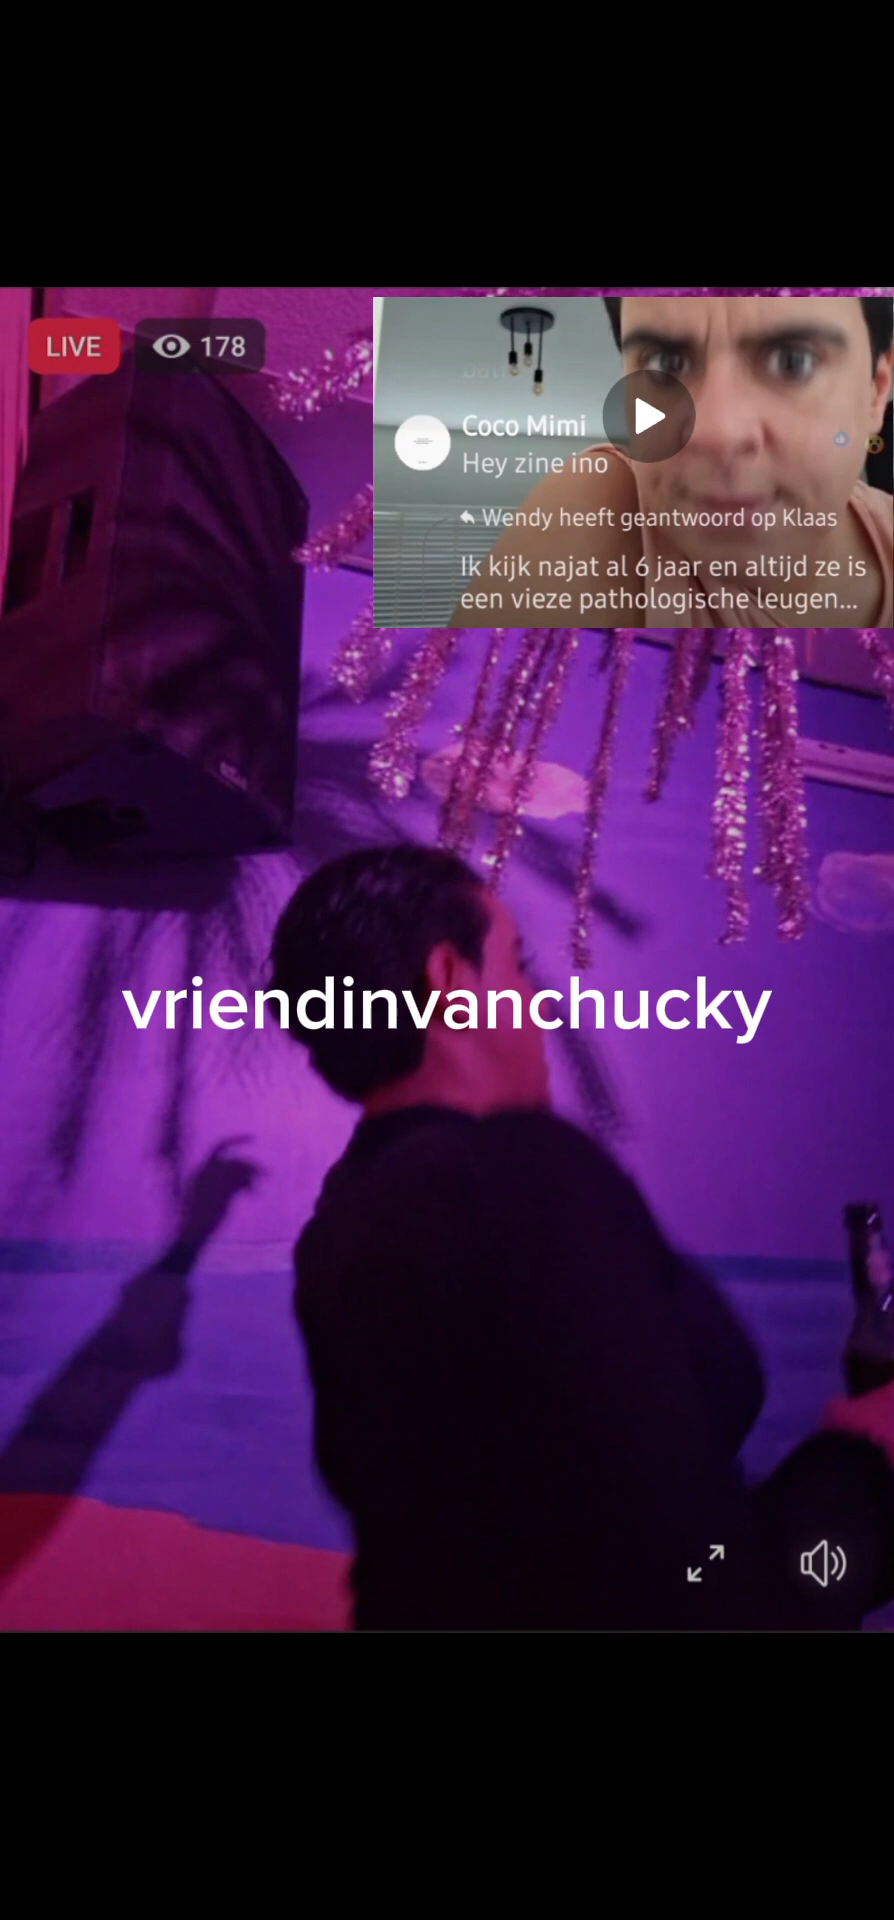 LIVE
178
Coco Mimi
Hey zine ino
Wendy heeft geantwoord op Klaas
Ik kijk najat al 6 jaar en altijd ze is
een vieze pathologische leugen...
vriendinvanchucky